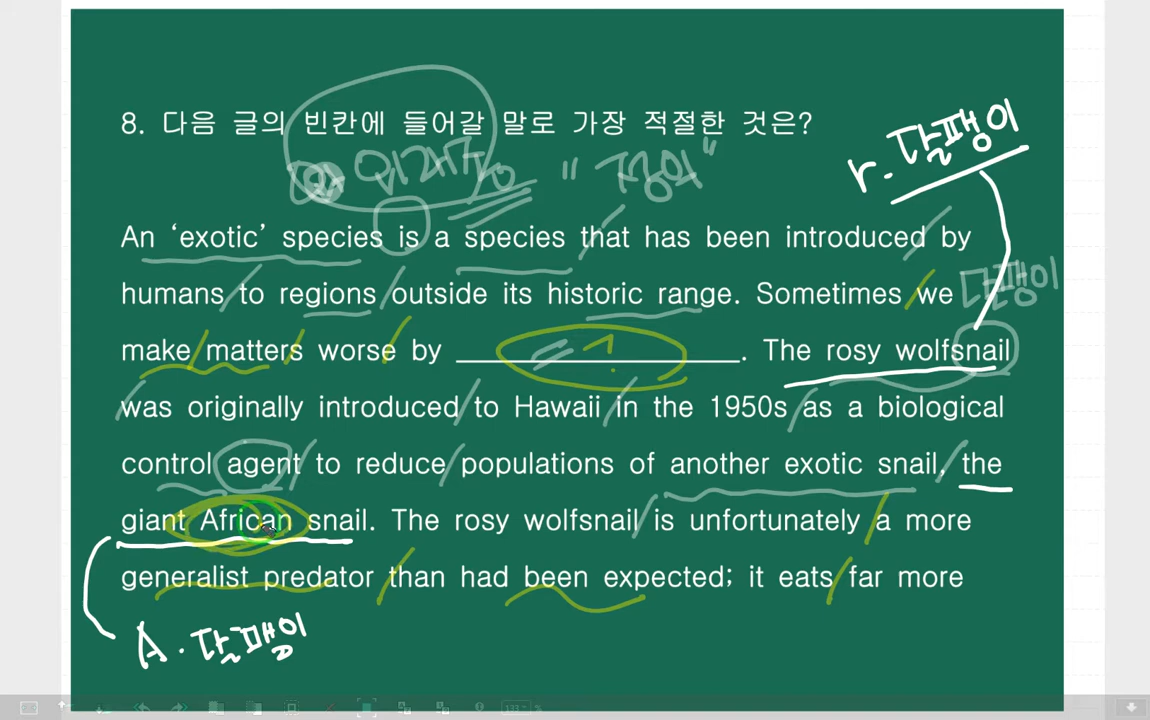 8. 다음 글의 빈칸에 들어갈 말로 가장 적절한 것은?
r. 달팽이
"정의"
An ‘exotic’ species is a species that has been introduced by
humans to regions outside its historic range. Sometimes we
달팽이
make matters worse by ____________. The rosy wolfsnail
was originally introduced to Hawaii in the 1950s as a biological
control agent to reduce populations of another exotic snail, the
giant African snail. The rosy wolfsnail is unfortunately a more
generalist predator than had been expected; it eats far more
A. 달팽이
133 %